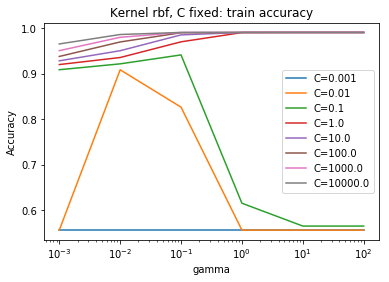 Kernel rbf, C fixed: train accuracy
Accuracy
1.0
0.9
0.8
0.7
0.6
C=0.001
C=0.01
C=0.1
C=1.0
C=10.0
C=100.0
C=1000.0
C=10000.0
10⁻³ 10⁻² 10⁻¹ 10⁰ 10¹ 10²
gamma